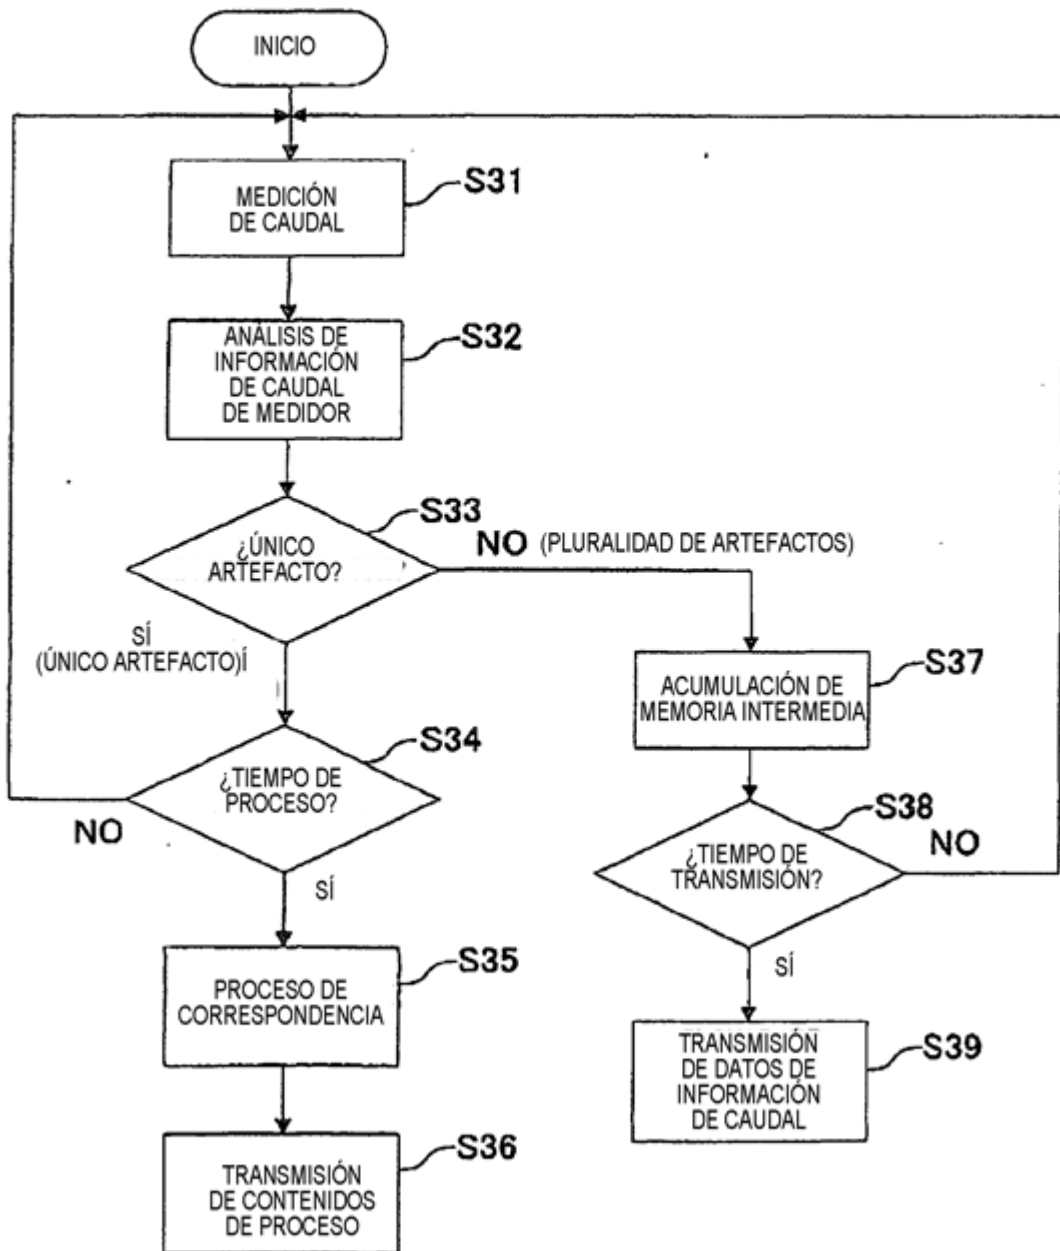 INICIO
MEDICIÓN
DE CAUDAL
S31
ANÁLISIS DE
INFORMACIÓN
DE CAUDAL
DE MEDIDOR
S32
¿ÚNICO
ARTEFACTO?
S33
NO (PLURALIDAD DE ARTEFACTOS)
SÍ
(ÚNICO ARTEFACTO)Í
ACUMULACIÓN DE
MEMORIA INTERMEDIA
S37
¿TIEMPO DE
PROCESO?
S34
NO
SÍ
¿TIEMPO DE
TRANSMISIÓN?
S38
NO
SÍ
PROCESO DE
CORRESPONDENCIA
S35
TRANSMISIÓN
DE DATOS DE
INFORMACIÓN
DE CAUDAL
S39
TRANSMISIÓN
DE CONTENIDOS
DE PROCESO
S36